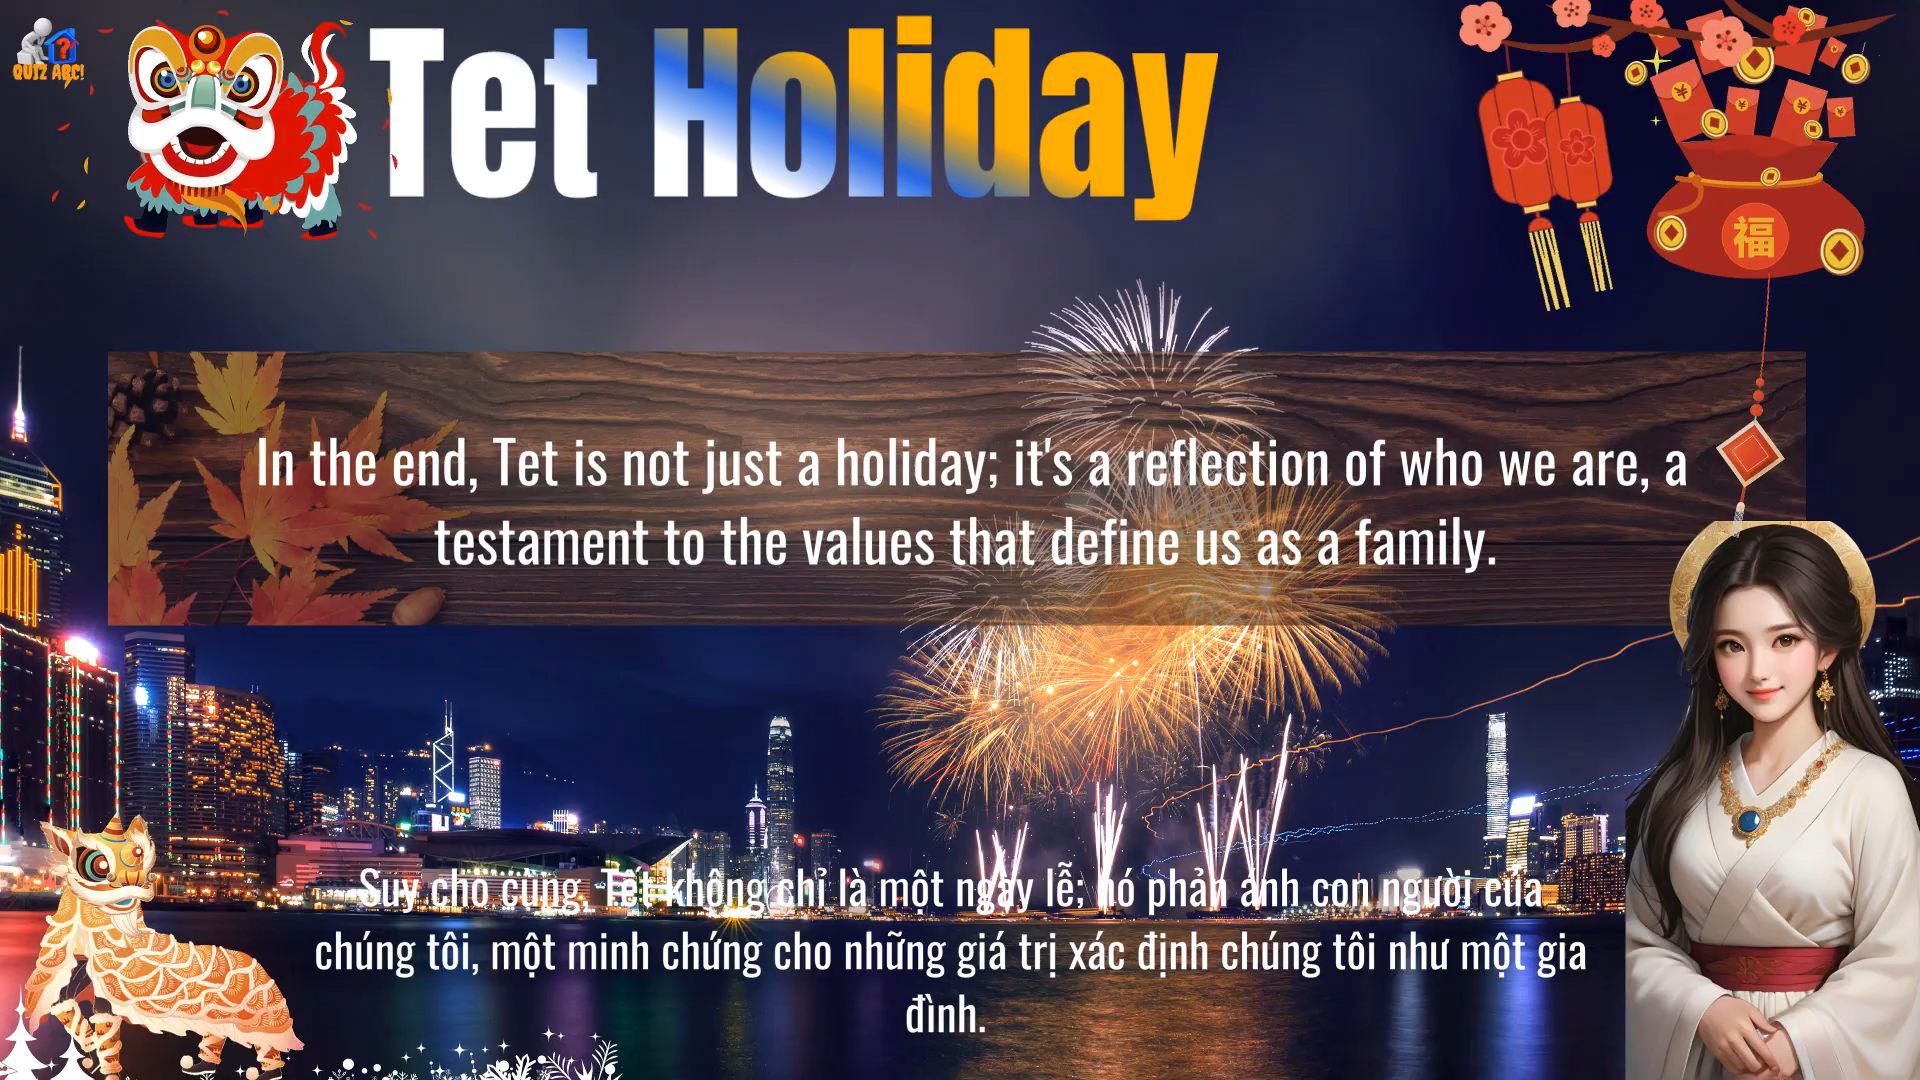 QUIZ ABC!
Tet Holiday
福
In the end, Tet is not just a holiday; it's a reflection of who we are, a
testament to the values that define us as a family.
Suy cho cùng, Tết không chỉ là một ngày lễ; nó phản ánh con người của
chúng tôi, một minh chứng cho những giá trị xác định chúng tôi như một gia
đình.